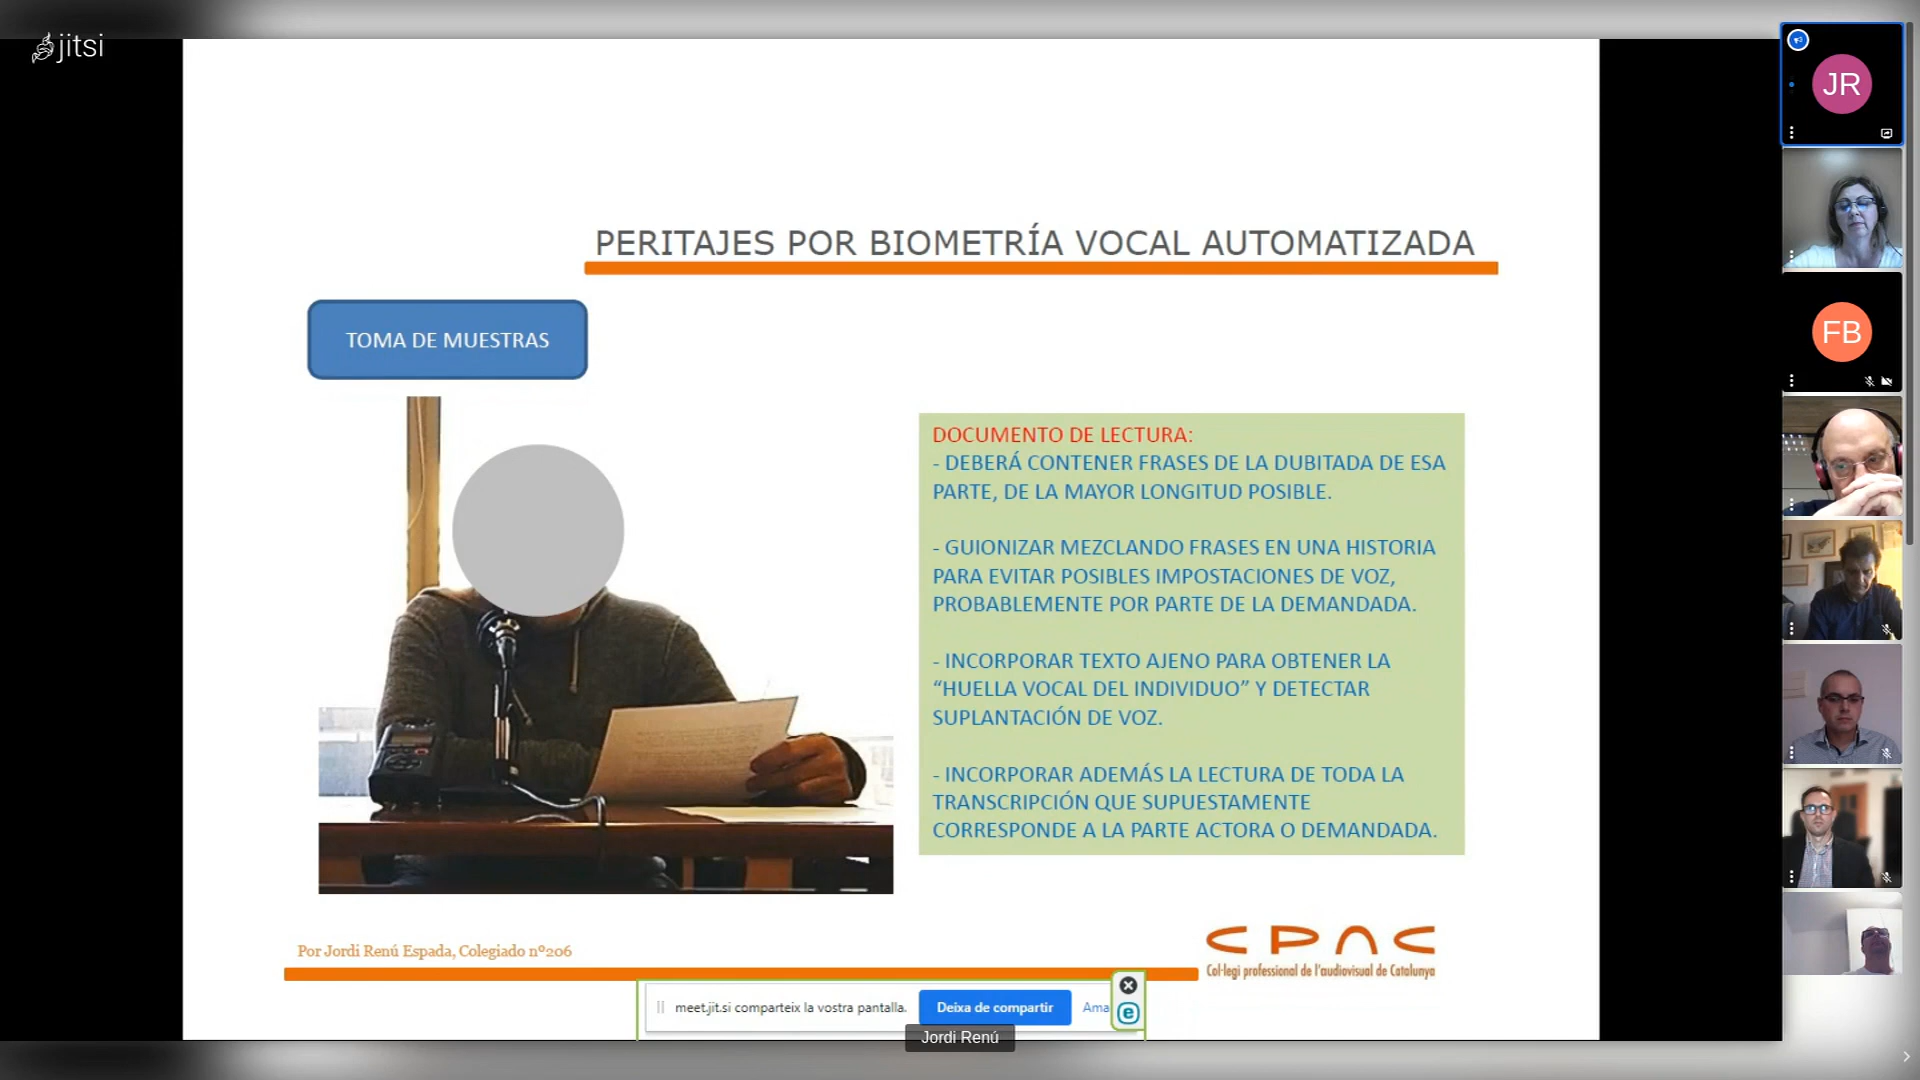 jitsi
JR
FB
PERITAJES POR BIOMETRÍA VOCAL AUTOMATIZADA
TOMA DE MUESTRAS
DOCUMENTO DE LECTURA:
- DEBERÁ CONTENER FRASES DE LA DUBITADA DE ESA
PARTE, DE LA MAYOR LONGITUD POSIBLE.
- GUIONIZAR MEZCLANDO FRASES EN UNA HISTORIA
PARA EVITAR POSIBLES IMPOSTACIONES DE VOZ,
PROBABLEMENTE POR PARTE DE LA DEMANDADA.
- INCORPORAR TEXTO AJENO PARA OBTENER LA
“HUELLA VOCAL DEL INDIVIDUO” Y DETECTAR
SUPLANTACIÓN DE VOZ.
- INCORPORAR ADEMÁS LA LECTURA DE TODA LA
TRANSCRIPCIÓN QUE SUPUESTAMENTE
CORRESPONDE A LA PARTE ACTORA O DEMANDADA.
Por Jordi Renú Espada, Colegiado nº206
CPAC
Col·legi professional de l'audiovisual de Catalunya
meet.jit.si comparteix la vostra pantalla.
Deixa de compartir
Ama
Jordi Renú